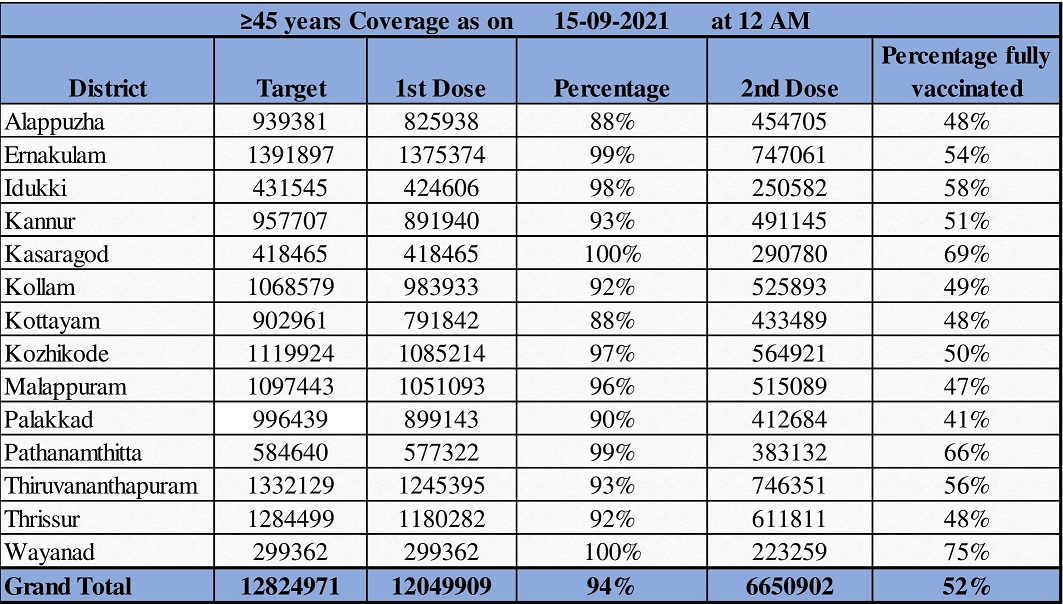 ≥45 years Coverage as on 15-09-2021 at 12 AM
District Target 1st Dose Percentage 2nd Dose Percentage fully vaccinated
Alappuzha 939381 825938 88% 454705 48%
Ernakulam 1391897 1375374 99% 747061 54%
Idukki 431545 424606 98% 250582 58%
Kannur 957707 891940 93% 491145 51%
Kasaragod 418465 418465 100% 290780 69%
Kollam 1068579 983933 92% 525893 49%
Kottayam 902961 791842 88% 433489 48%
Kozhikode 1119924 1085214 97% 564921 50%
Malappuram 1097443 1051093 96% 515089 47%
Palakkad 996439 899143 90% 412684 41%
Pathanamthitta 584640 577322 99% 383132 66%
Thiruvananthapuram 1332129 1245395 93% 746351 56%
Thrissur 1284499 1180282 92% 611811 48%
Wayanad 299362 299362 100% 223259 75%
Grand Total 12824971 12049909 94% 6650902 52%